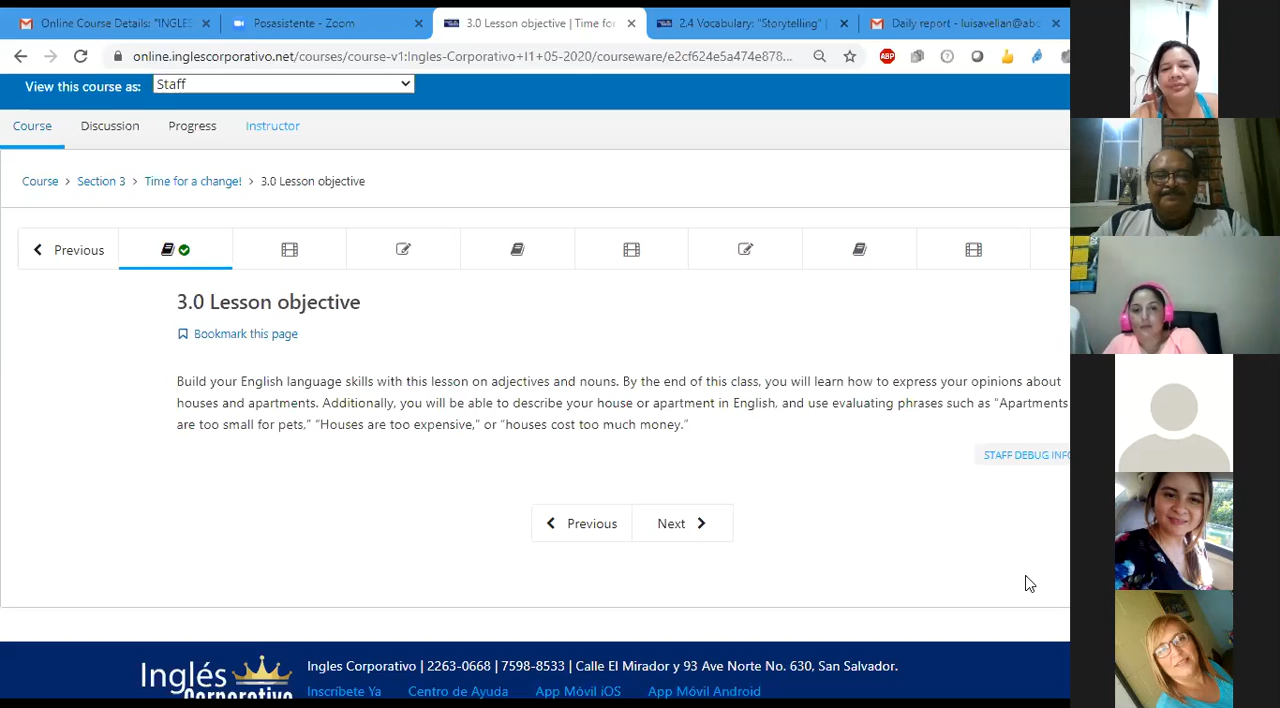 Online Course Details: "INGLES
Posasistente - Zoom
3.0 Lesson objective | Time for
2.4 Vocabulary: "Storytelling" |
Daily report - luisavelian@abc
online.inglescorporativo.net/courses/course-v1:Ingles-Corporativo+I1+05-2020/courseware/e2cf624e5a474e878...
ABP
View this course as: Staff
Course Discussion Progress Instructor
Course > Section 3 > Time for a change! > 3.0 Lesson objective
Previous
3.0 Lesson objective
Bookmark this page
Build your English language skills with this lesson on adjectives and nouns. By the end of this class, you will learn how to express your opinions about
houses and apartments. Additionally, you will be able to describe your house or apartment in English, and use evaluating phrases such as “Apartments
are too small for pets,” “Houses are too expensive,” or “houses cost too much money.”
STAFF DEBUG INFO
Previous Next
Inglés
Corporativo
Ingles Corporativo | 2263-0668 | 7598-8533 | Calle El Mirador y 93 Ave Norte No. 630, San Salvador.
Inscríbete Ya Centro de Ayuda App Móvil iOS App Móvil Android